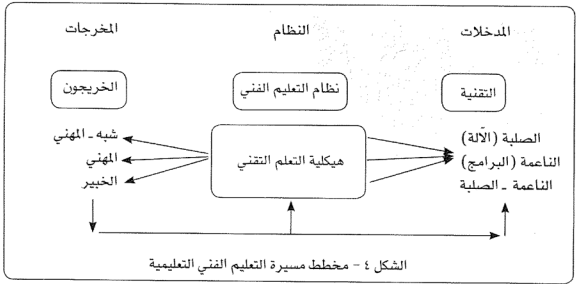 المدخلات النظام المخرجات
التقنية نظام التعليم الفني الخريجون
الصلبة (الآلة)
الناعمة (البرامج)
الناعمة ـ الصلبة
هيكلية التعلم التقني
شبه ـ المهني
المهني
الخبير
الشكل ٤ - مخطط مسيرة التعليم الفني التعليمية